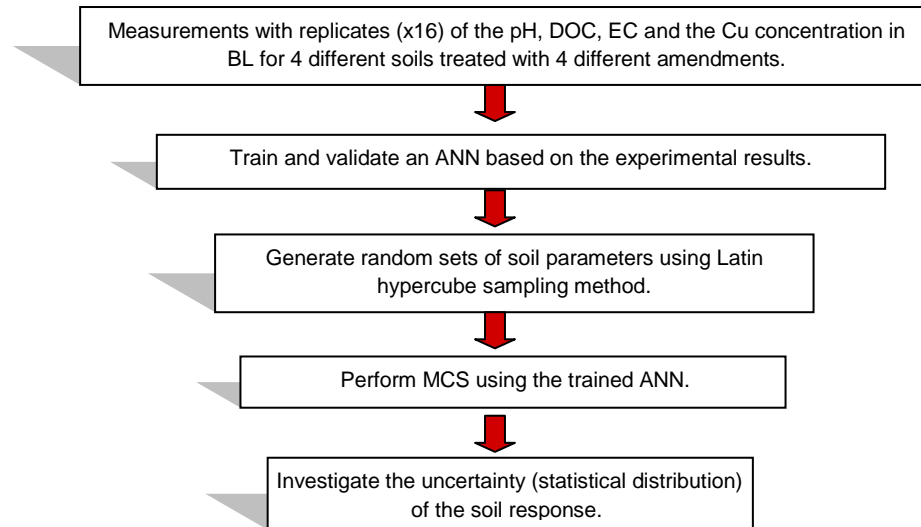 Measurements with replicates (x16) of the pH, DOC, EC and the Cu concentration in
BL for 4 different soils treated with 4 different amendments.
Train and validate an ANN based on the experimental results.
Generate random sets of soil parameters using Latin
hypercube sampling method.
Perform MCS using the trained ANN.
Investigate the uncertainty (statistical distribution)
of the soil response.